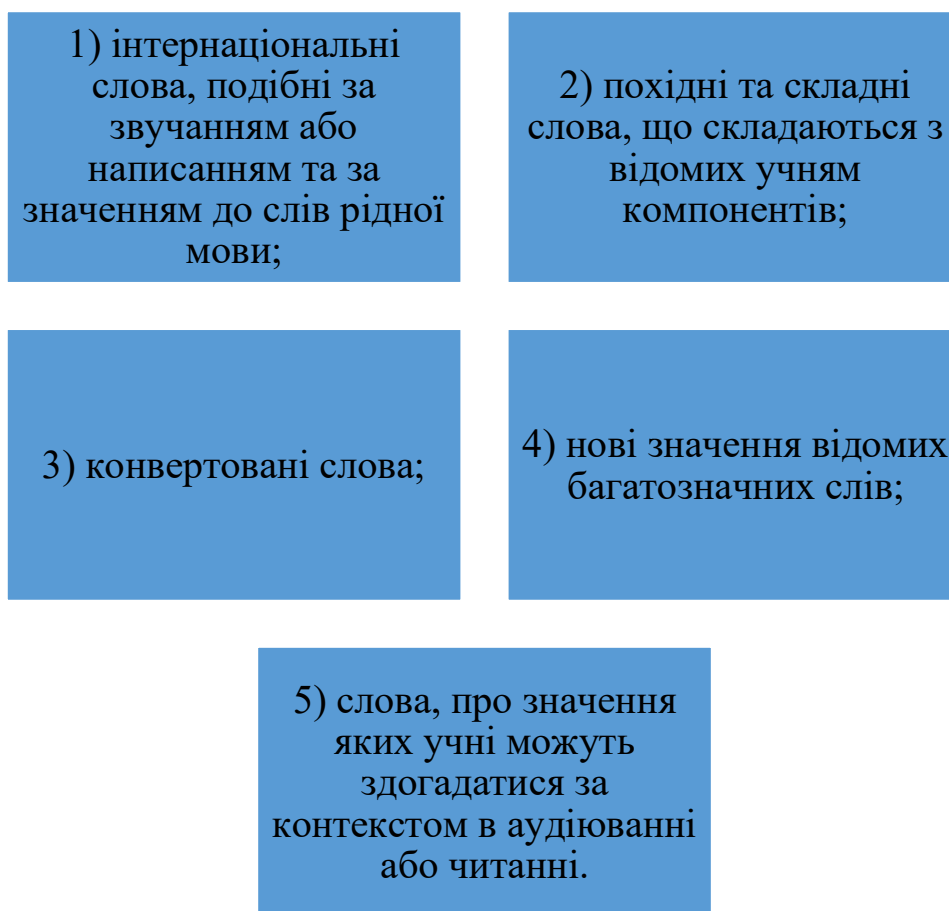 1) інтернаціональні
слова, подібні за
звучанням або
написанням та за
значенням до слів рідної
мови;
2) похідні та складні
слова, що складаються з
відомих учням
компонентів;
3) конвертовані слова;
4) нові значення відомих
багатозначних слів;
5) слова, про значення
яких учні можуть
здогадатися за
контекстом в аудіюванні
або читанні.